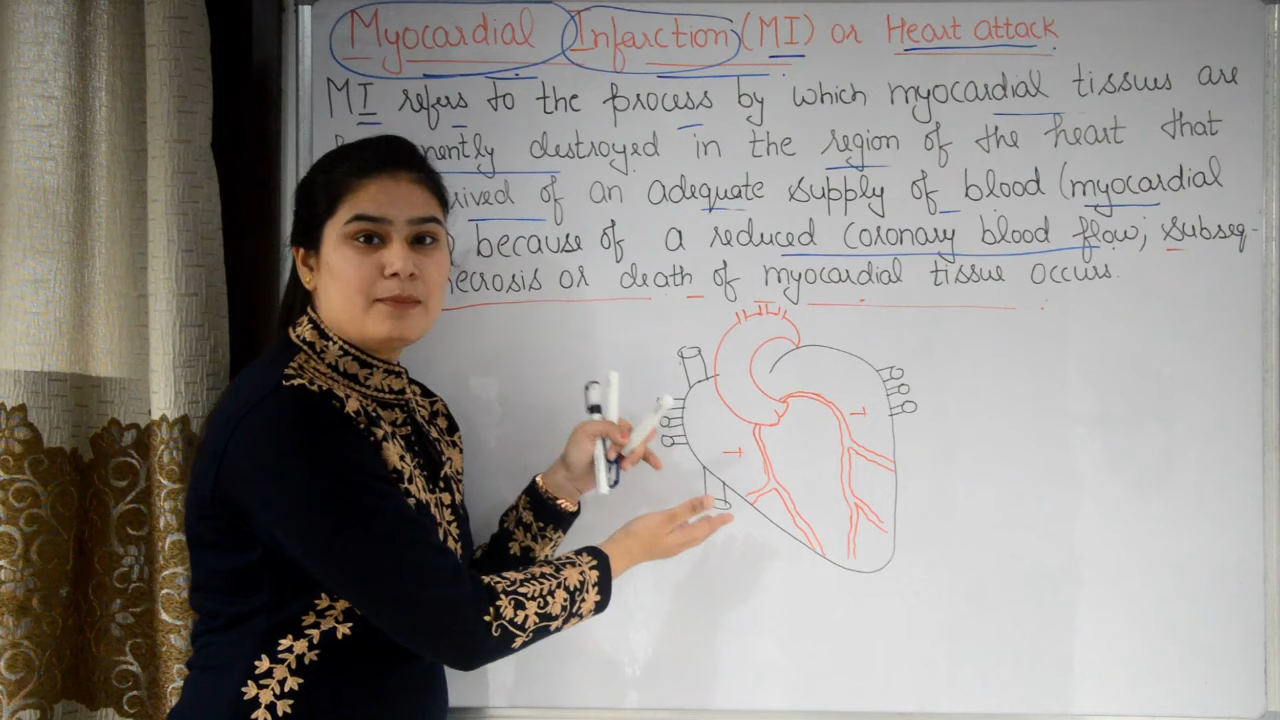 Myocardial Infarction (MI) or Heart attack
MI refers to the process by which myocardial tissues are
destroyed in the region of the heart that
of an adequate supply of blood (myocardial
because of a reduced coronary blood flow; subseq-
or death of myocardial tissue occurs.